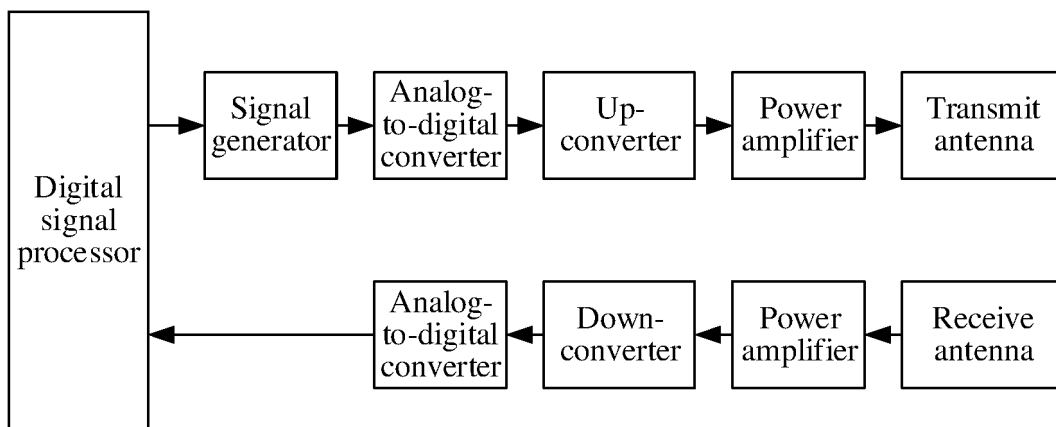 Digital
signal
processor
Signal
generator
Analog-
to-digital
converter
Up-
converter
Power
amplifier
Transmit
antenna
Analog-
to-digital
converter
Down-
converter
Power
amplifier
Receive
antenna